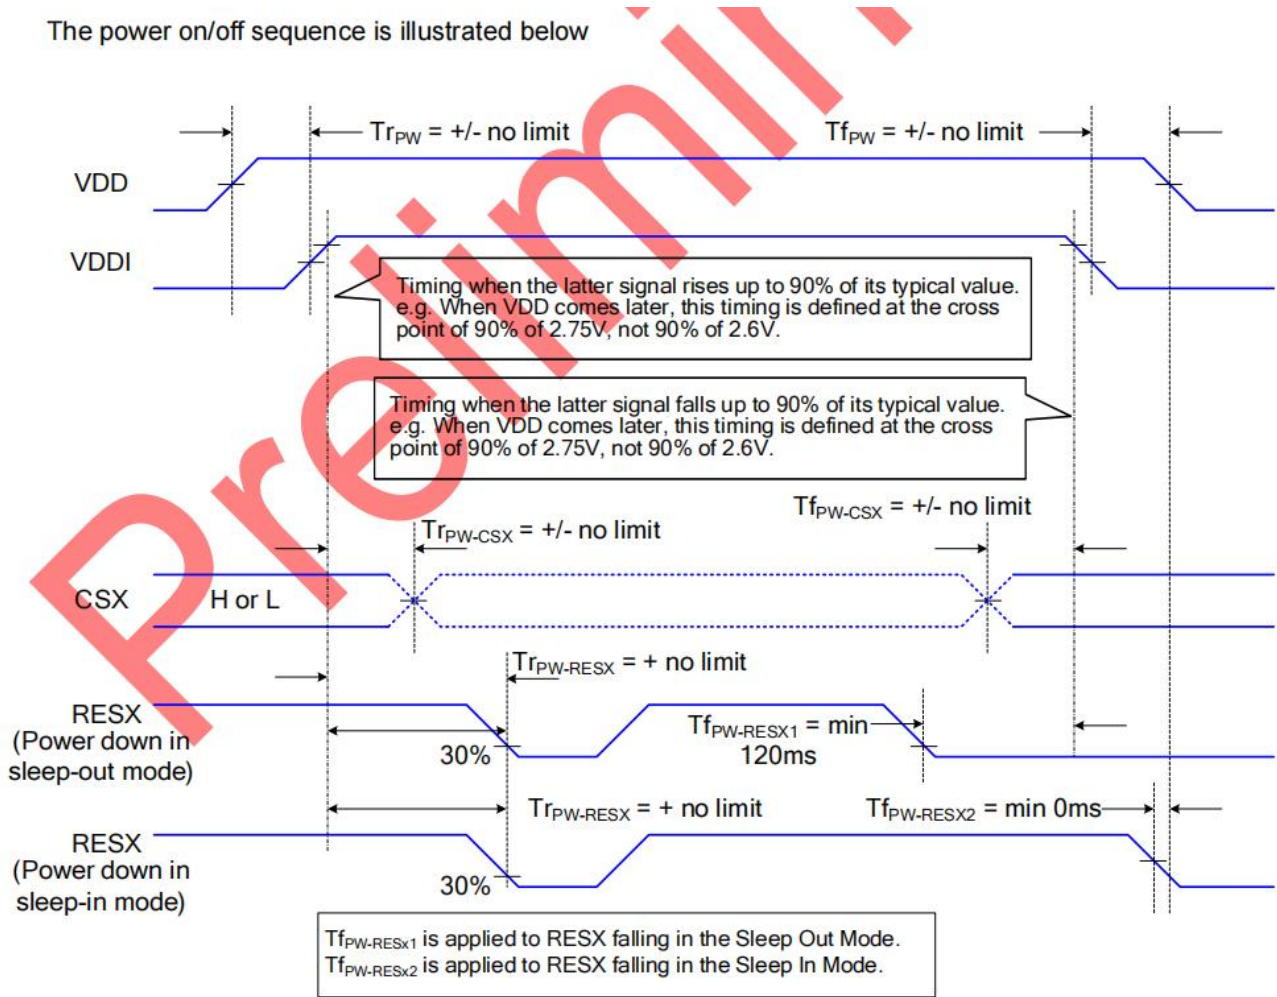 The power on/off sequence is illustrated below
TrPW = +/- no limit
TfPW = +/- no limit
VDD
VDDI
Timing when the latter signal rises up to 90% of its typical value.
e.g. When VDD comes later, this timing is defined at the cross
point of 90% of 2.75V, not 90% of 2.6V.
Timing when the latter signal falls up to 90% of its typical value.
e.g. When VDD comes later, this timing is defined at the cross
point of 90% of 2.75V, not 90% of 2.6V.
TfPW-CSX = +/- no limit
TrPW-CSX = +/- no limit
CSX
H or L
TrPW-RESX = + no limit
RESX
(Power down in
sleep-out mode)
30%
TfPW-RESX1 = min
120ms
TrPW-RESX = + no limit
TfPW-RESX2 = min 0ms
RESX
(Power down in
sleep-in mode)
30%
TfPW-RESx1 is applied to RESX falling in the Sleep Out Mode.
TfPW-RESx2 is applied to RESX falling in the Sleep In Mode.
Prelimin